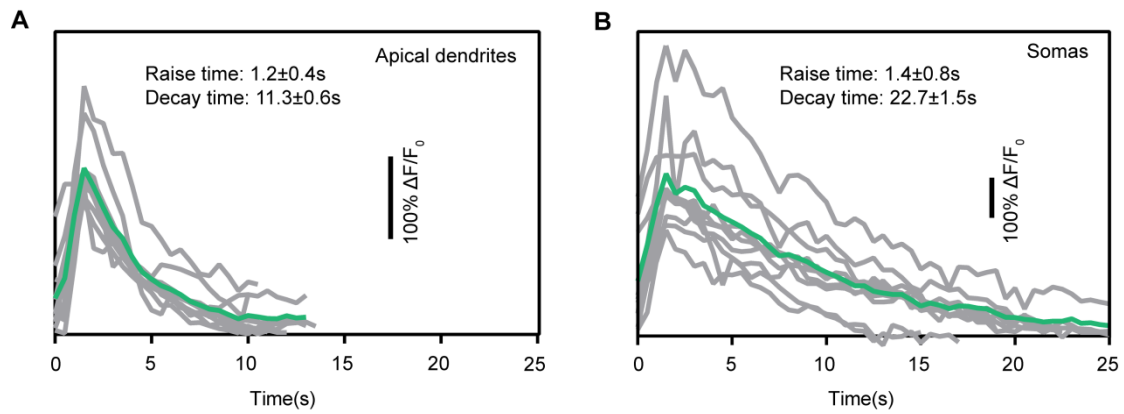 A
Apical dendrites
Raise time: 1.2±0.4s
Decay time: 11.3±0.6s
100% ΔF/F₀
0 5 10 15 20 25
Time(s)
B
Somas
Raise time: 1.4±0.8s
Decay time: 22.7±1.5s
100% ΔF/F₀
0 5 10 15 20 25
Time(s)